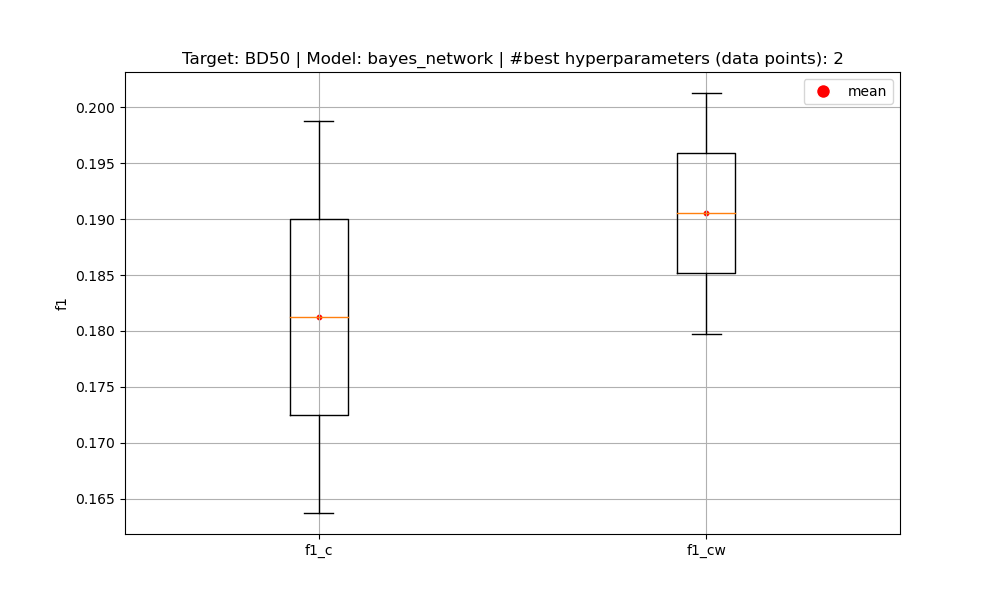 Target: BD50 | Model: bayes_network | #best hyperparameters (data points): 2
mean
0.200
0.195
0.190
0.185
0.180
0.175
0.170
0.165
f1
f1_c
f1_cw